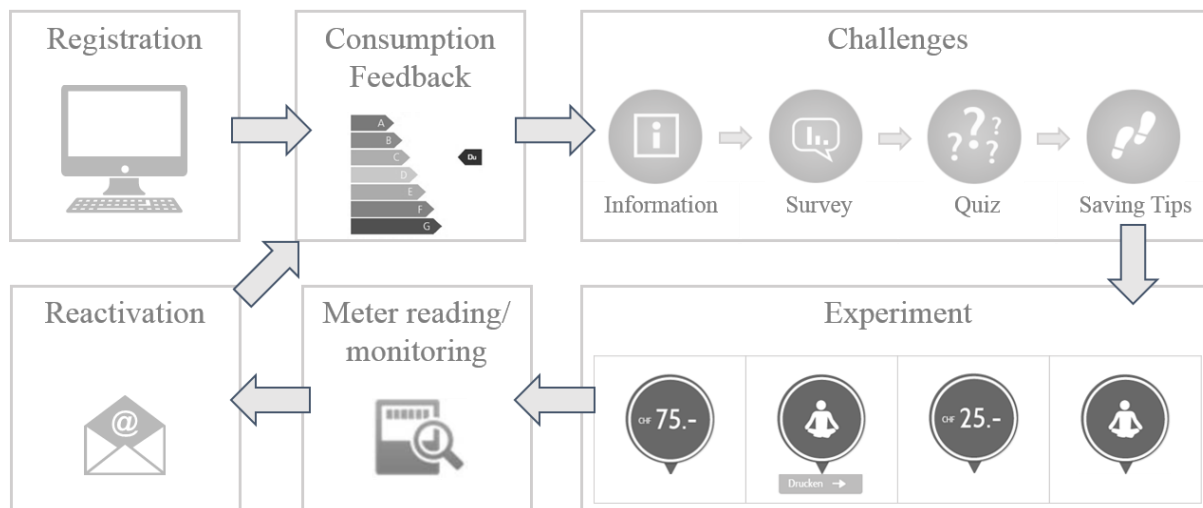 Registration
Consumption
Feedback
A
B
C
D
E
F
G
Du
Challenges
Information
Survey
Quiz
Saving Tips
Reactivation
@
Meter reading/
monitoring
Experiment
CHF 75.-
Drucken
CHF 25.-